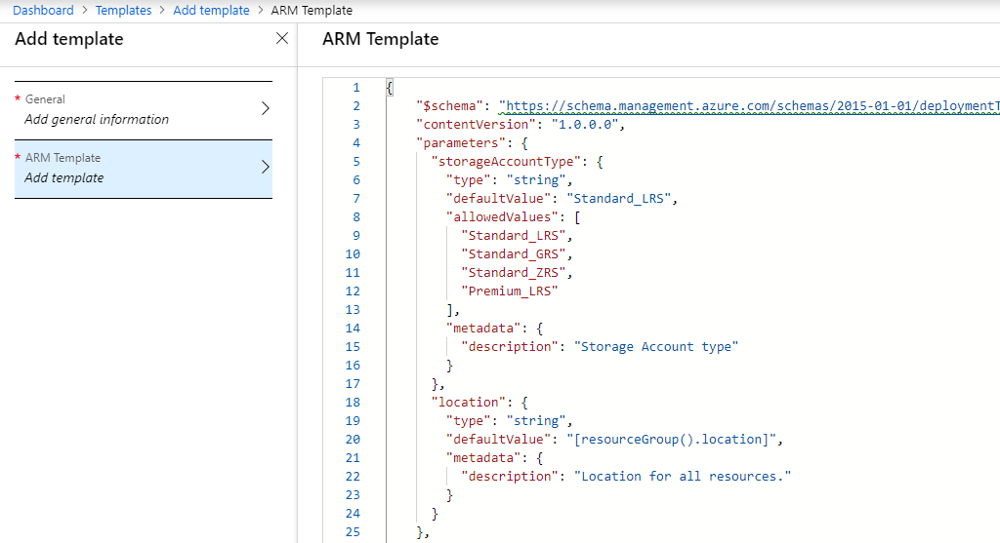 Dashboard > Templates > Add template > ARM Template
Add template
* General
Add general information
* ARM Template
Add template
ARM Template
1 {
2 "$schema": "https://schema.management.azure.com/schemas/2015-01-01/deploymentT
3 "contentVersion": "1.0.0.0",
4 "parameters": {
5 "storageAccountType": {
6 "type": "string",
7 "defaultValue": "Standard_LRS",
8 "allowedValues": [
9 "Standard_LRS",
10 "Standard_GRS",
11 "Standard_ZRS",
12 "Premium_LRS"
13 ],
14 "metadata": {
15 "description": "Storage Account type"
16 }
17 },
18 "location": {
19 "type": "string",
20 "defaultValue": "[resourceGroup().location]",
21 "metadata": {
22 "description": "Location for all resources."
23 }
24 }
25 },